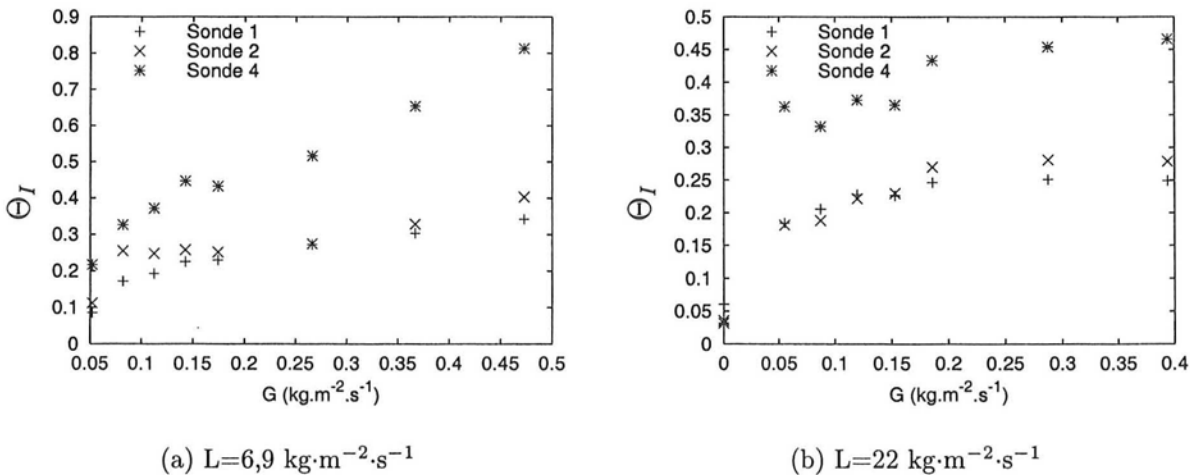 0.9
0.8
0.7
0.6
0.5
0.4
0.3
0.2
0.1
0
Θ_I
Sonde 1
Sonde 2
Sonde 4
0.05 0.1 0.15 0.2 0.25 0.3 0.35 0.4 0.45 0.5
G (kg.m⁻².s⁻¹)
(a) L=6,9 kg·m⁻²·s⁻¹
0.5
0.45
0.4
0.35
0.3
0.25
0.2
0.15
0.1
0.05
0
Θ_I
Sonde 1
Sonde 2
Sonde 4
0 0.05 0.1 0.15 0.2 0.25 0.3 0.35 0.4
G (kg.m⁻².s⁻¹)
(b) L=22 kg·m⁻²·s⁻¹